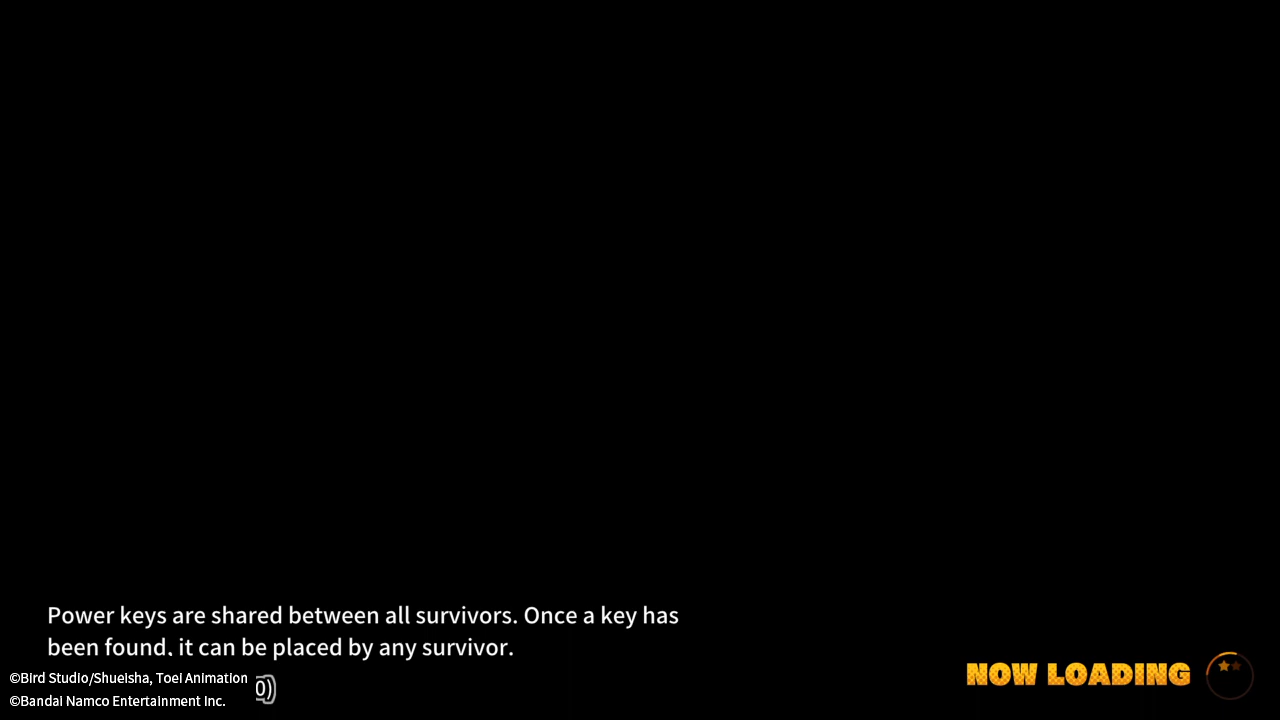 Power keys are shared between all survivors. Once a key has
been found, it can be placed by any survivor.
©Bird Studio/Shueisha, Toei Animation
©Bandai Namco Entertainment Inc.
NOW LOADING